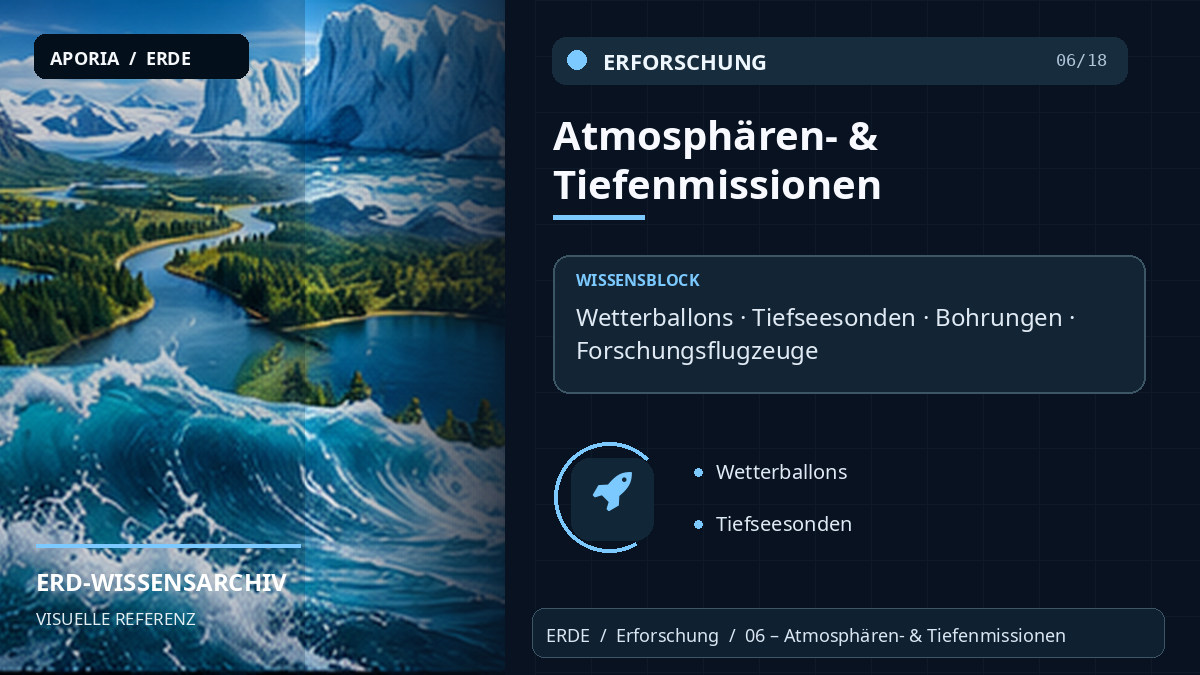 APORIA / ERDE
ERD-WISSENSARCHIV
VISUELLE REFERENZ
ERFORSCHUNG
06/18
Atmosphären- &
Tiefenmissionen
WISSENSBLOCK
Wetterballons · Tiefseesonden · Bohrungen ·
Forschungsflugzeuge
Wetterballons
Tiefseesonden
ERDE / Erforschung / 06 – Atmosphären- & Tiefenmissionen